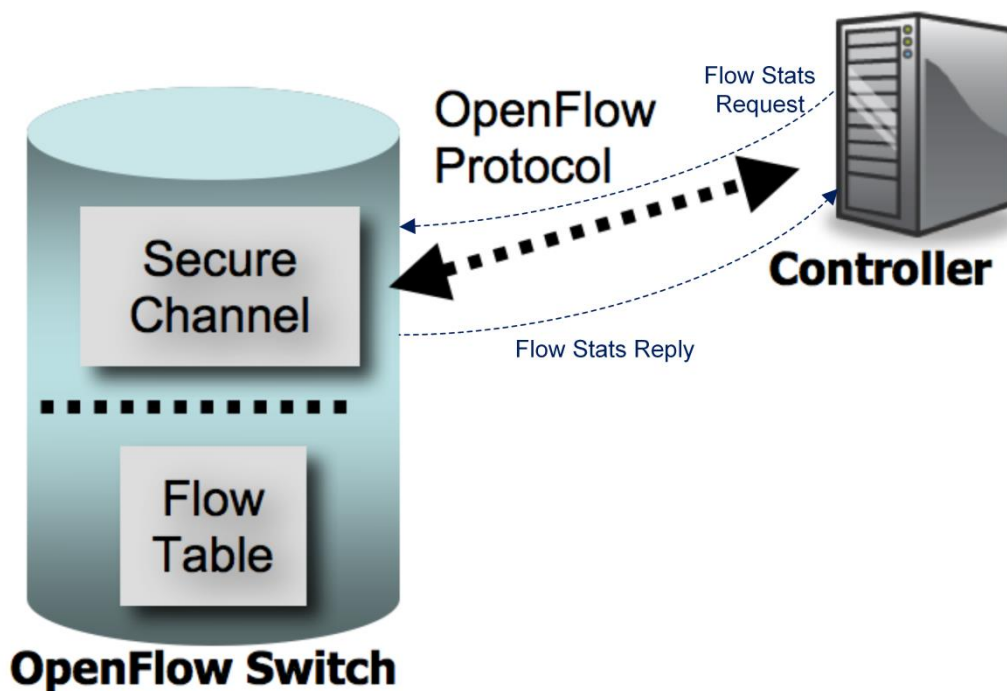 Flow Stats
Request
OpenFlow
Protocol
Secure
Channel
Controller
Flow Stats Reply
Flow
Table
OpenFlow Switch